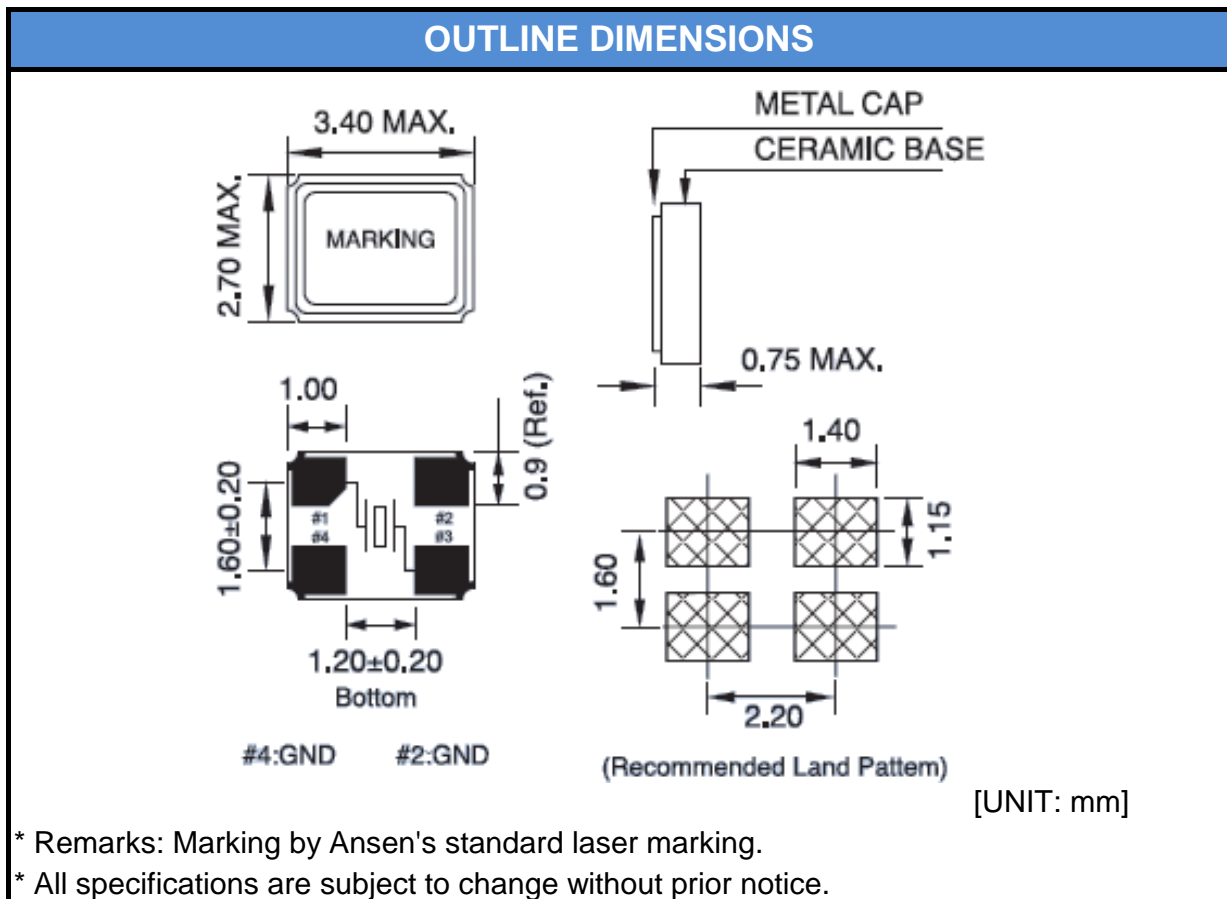 OUTLINE DIMENSIONS
3.40 MAX.
2.70 MAX.
MARKING
METAL CAP
CERAMIC BASE
0.75 MAX.
1.00
0.9 (Ref.)
1.60±0.20
#1
#2
#4
#3
1.20±0.20
Bottom
#4:GND #2:GND
1.40
1.15
1.60
2.20
(Recommended Land Pattem)
[UNIT: mm]
* Remarks: Marking by Ansen's standard laser marking.
* All specifications are subject to change without prior notice.